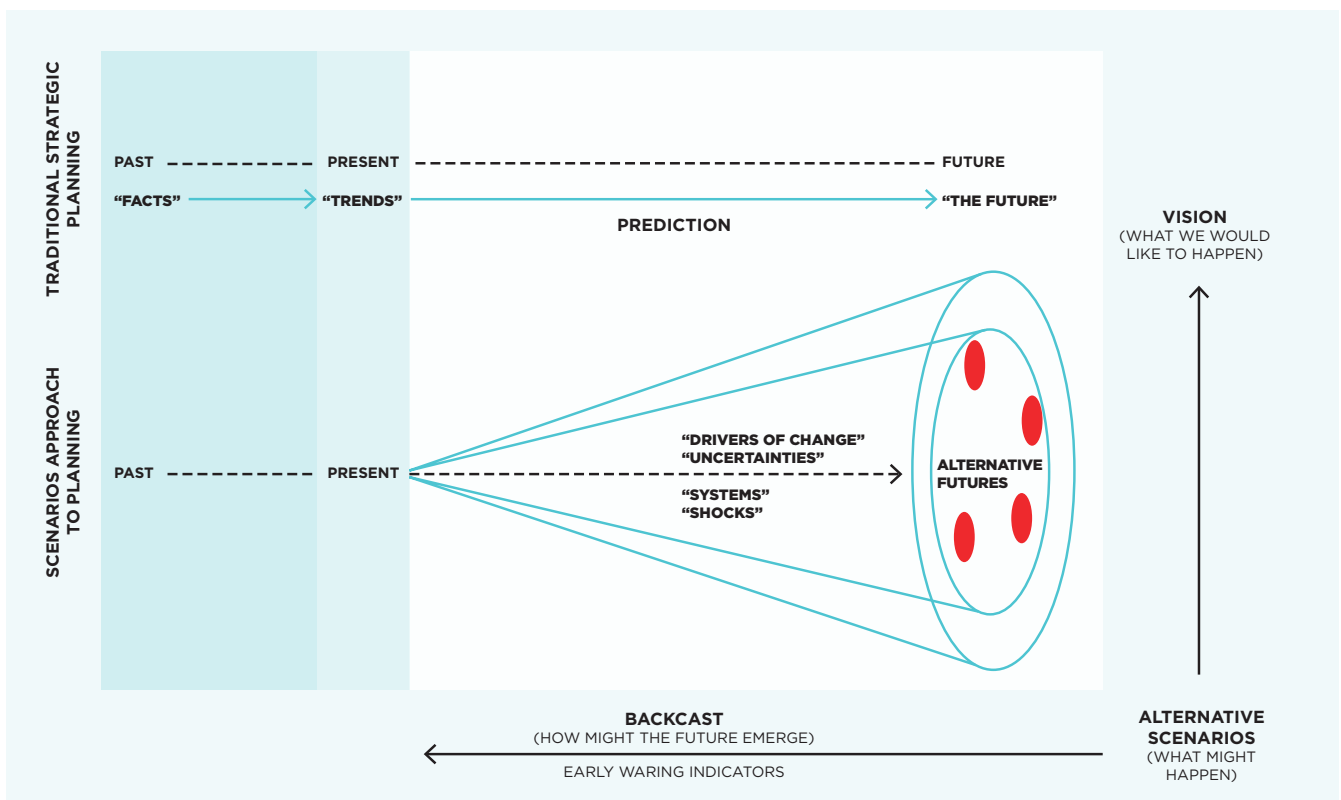 TRADITIONAL STRATEGIC
PLANNING
PAST
PRESENT
FUTURE
“FACTS”
“TRENDS”
“THE FUTURE”
PREDICTION
VISION
(WHAT WE WOULD
LIKE TO HAPPEN)
SCENARIOS APPROACH
TO PLANNING
PAST
PRESENT
“DRIVERS OF CHANGE”
“UNCERTAINTIES”
“SYSTEMS”
“SHOCKS”
ALTERNATIVE
FUTURES
BACKCAST
(HOW MIGHT THE FUTURE EMERGE)
EARLY WARING INDICATORS
ALTERNATIVE
SCENARIOS
(WHAT MIGHT
HAPPEN)